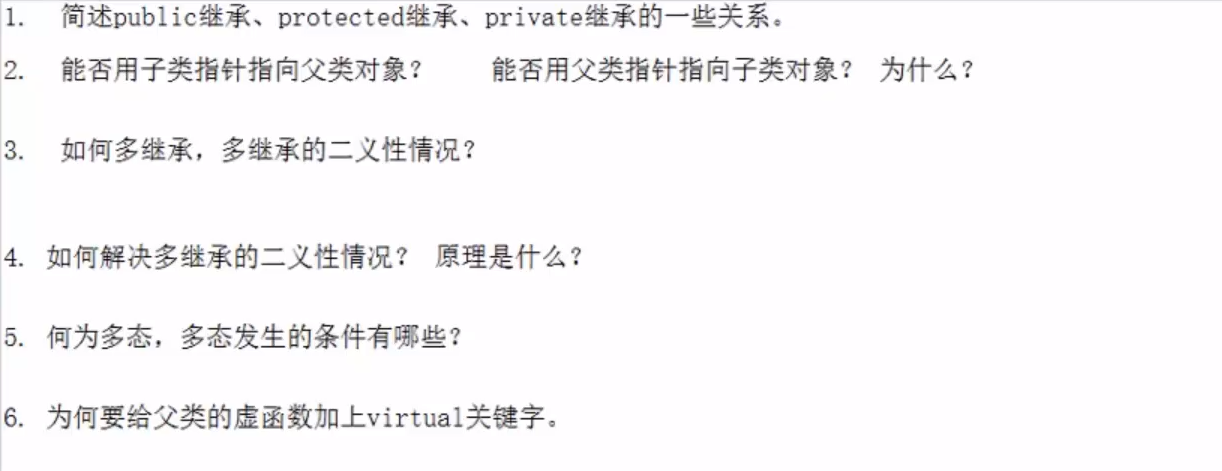 1. 简述public继承、protected继承、private继承的一些关系。
2. 能否用子类指针指向父类对象? 能否用父类指针指向子类对象? 为什么?
3. 如何多继承，多继承的二义性情况?
4. 如何解决多继承的二义性情况? 原理是什么?
5. 何为多态，多态发生的条件有哪些?
6. 为何要给父类的虚函数加上virtual关键字。